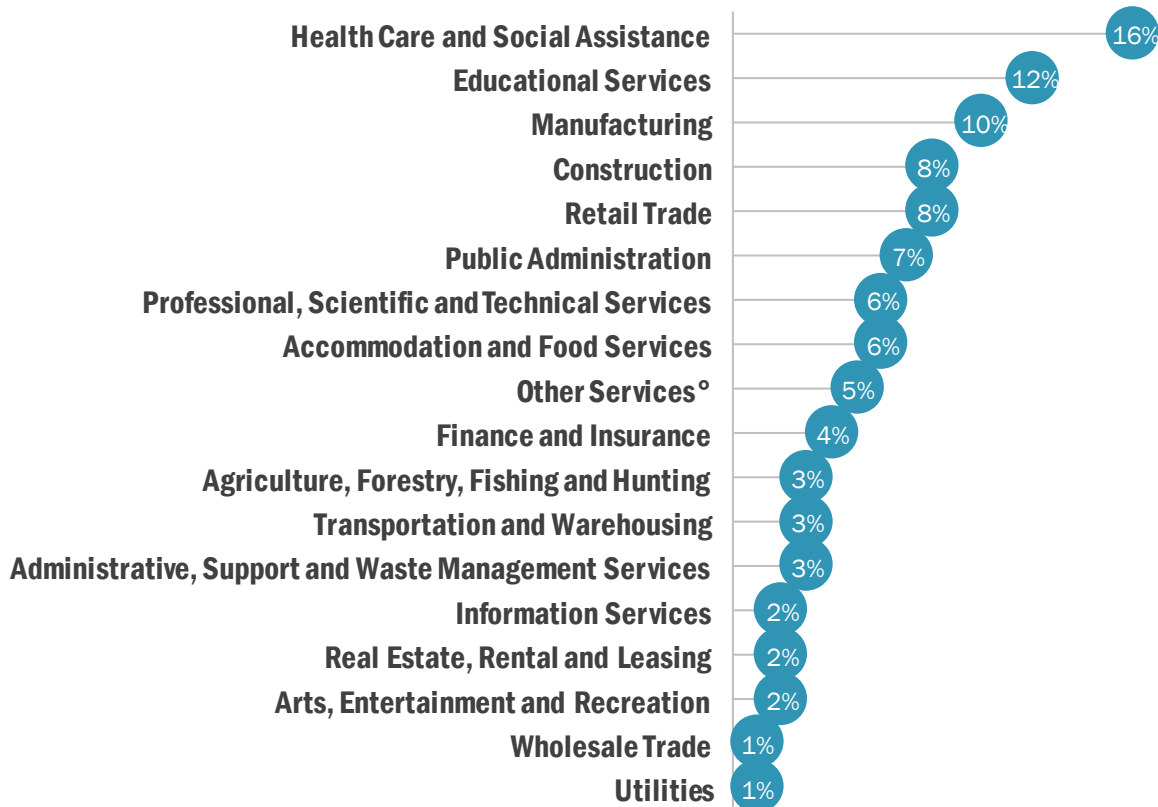 Health Care and Social Assistance 16%
Educational Services 12%
Manufacturing 10%
Construction 8%
Retail Trade 8%
Public Administration 7%
Professional, Scientific and Technical Services 6%
Accommodation and Food Services 6%
Other Services° 5%
Finance and Insurance 4%
Agriculture, Forestry, Fishing and Hunting 3%
Transportation and Warehousing 3%
Administrative, Support and Waste Management Services 3%
Information Services 2%
Real Estate, Rental and Leasing 2%
Arts, Entertainment and Recreation 2%
Wholesale Trade 1%
Utilities 1%